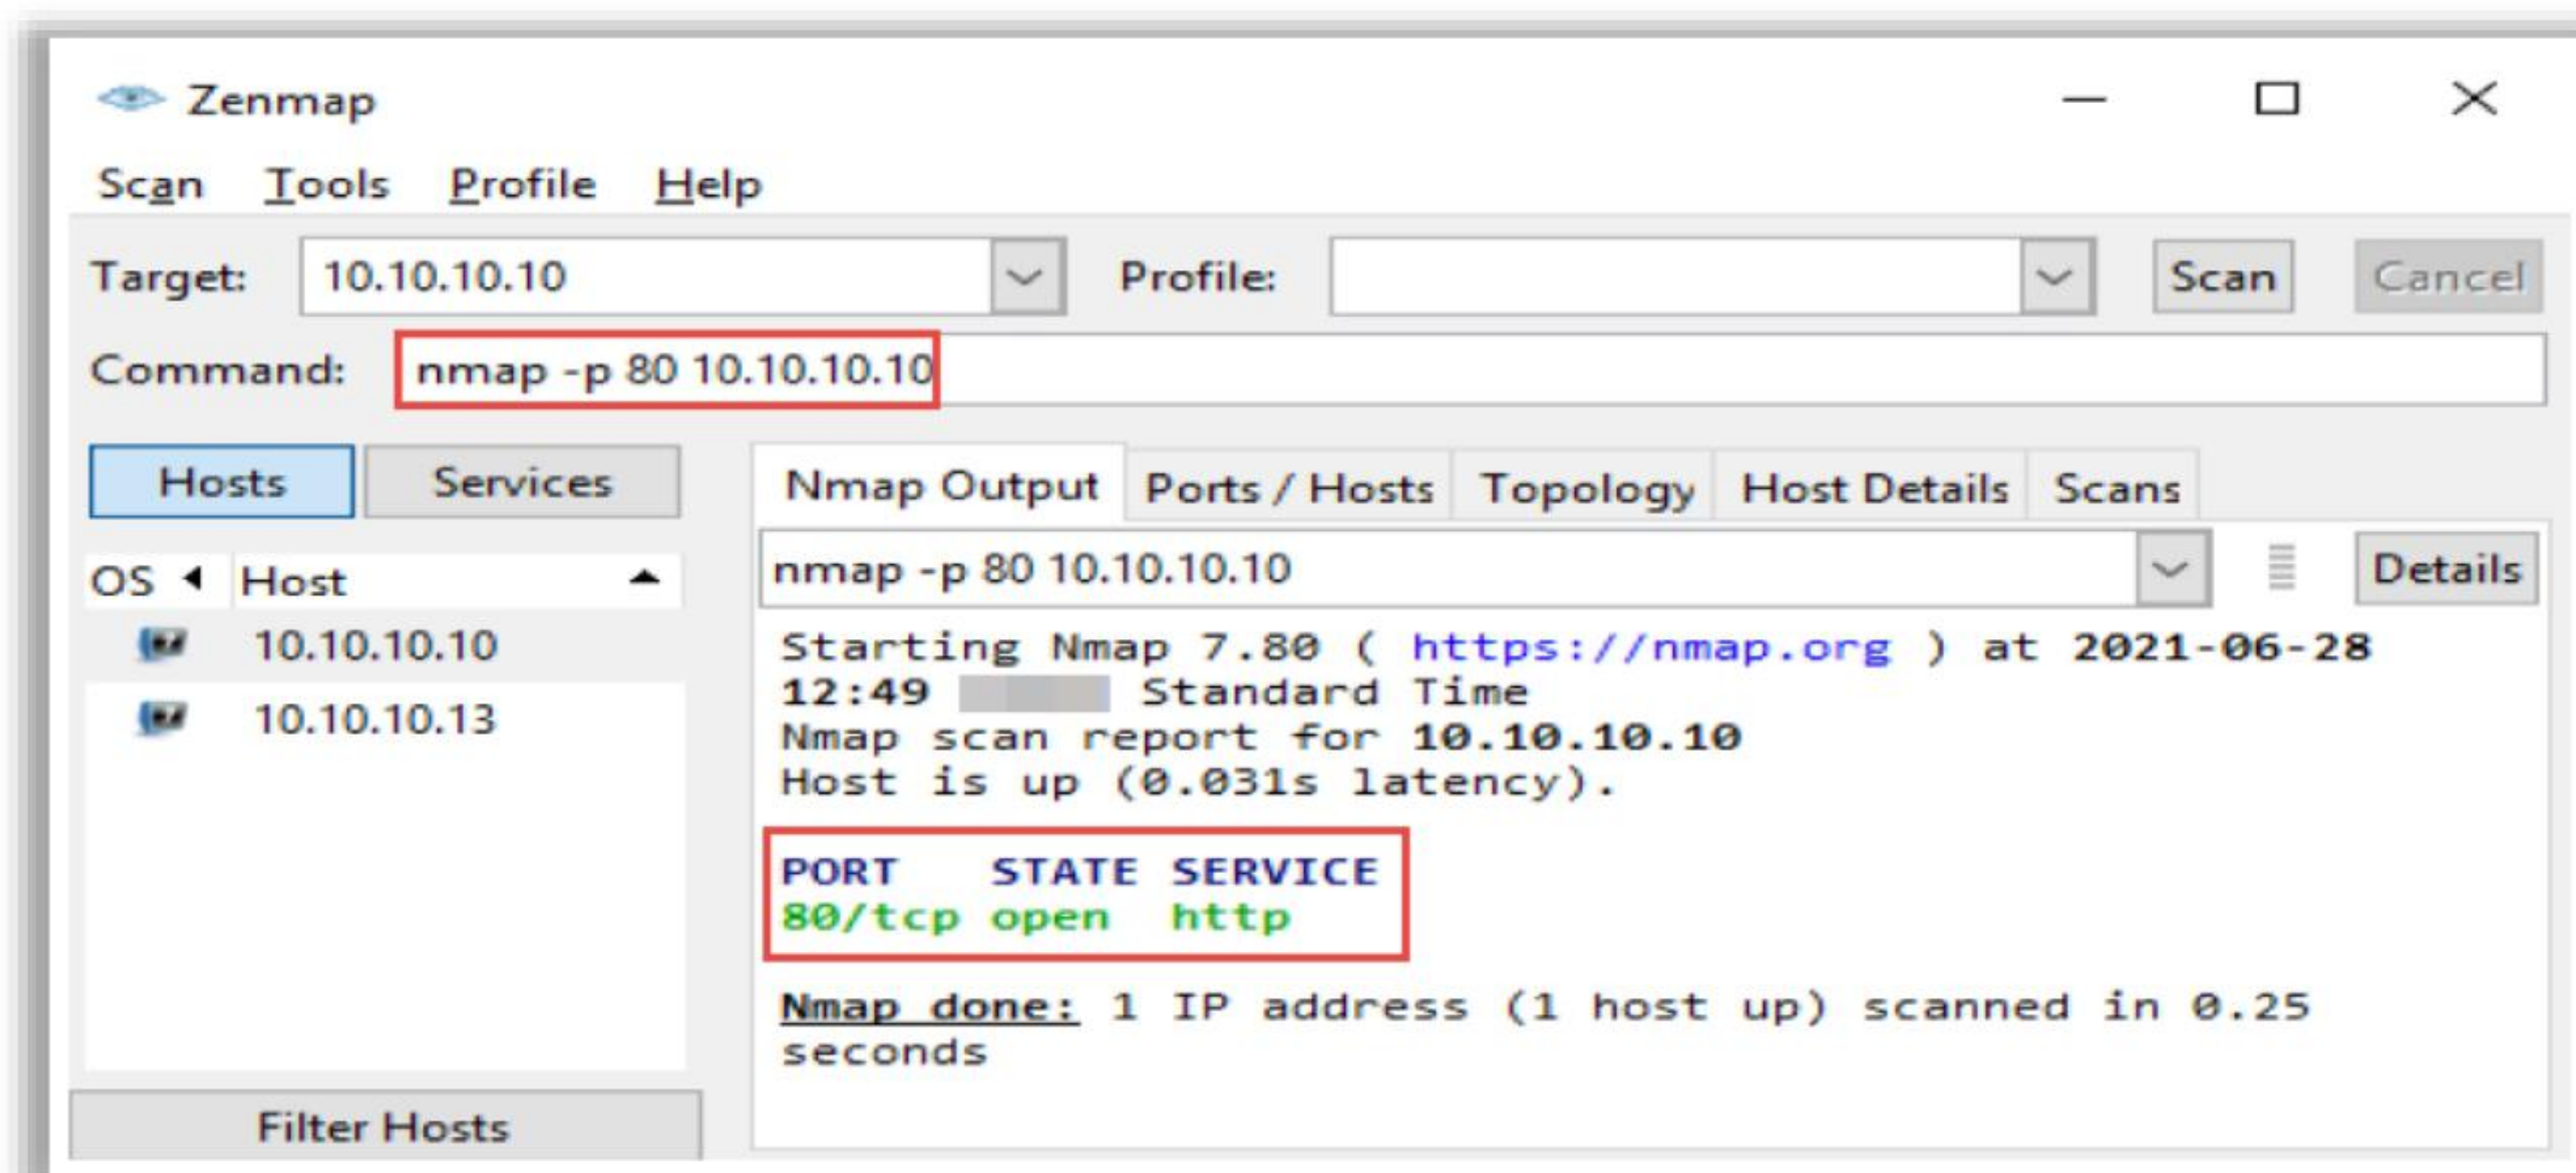 Zenmap
Scan Tools Profile Help
Target: 10.10.10.10 Profile: Scan Cancel
Command: nmap -p 80 10.10.10.10
Hosts Services
OS Host
10.10.10.10
10.10.10.13
Filter Hosts
Nmap Output Ports / Hosts Topology Host Details Scans
nmap -p 80 10.10.10.10 Details
Starting Nmap 7.80 ( https://nmap.org ) at 2021-06-28
12:49 Standard Time
Nmap scan report for 10.10.10.10
Host is up (0.031s latency).
PORT STATE SERVICE
80/tcp open http
Nmap done: 1 IP address (1 host up) scanned in 0.25
seconds